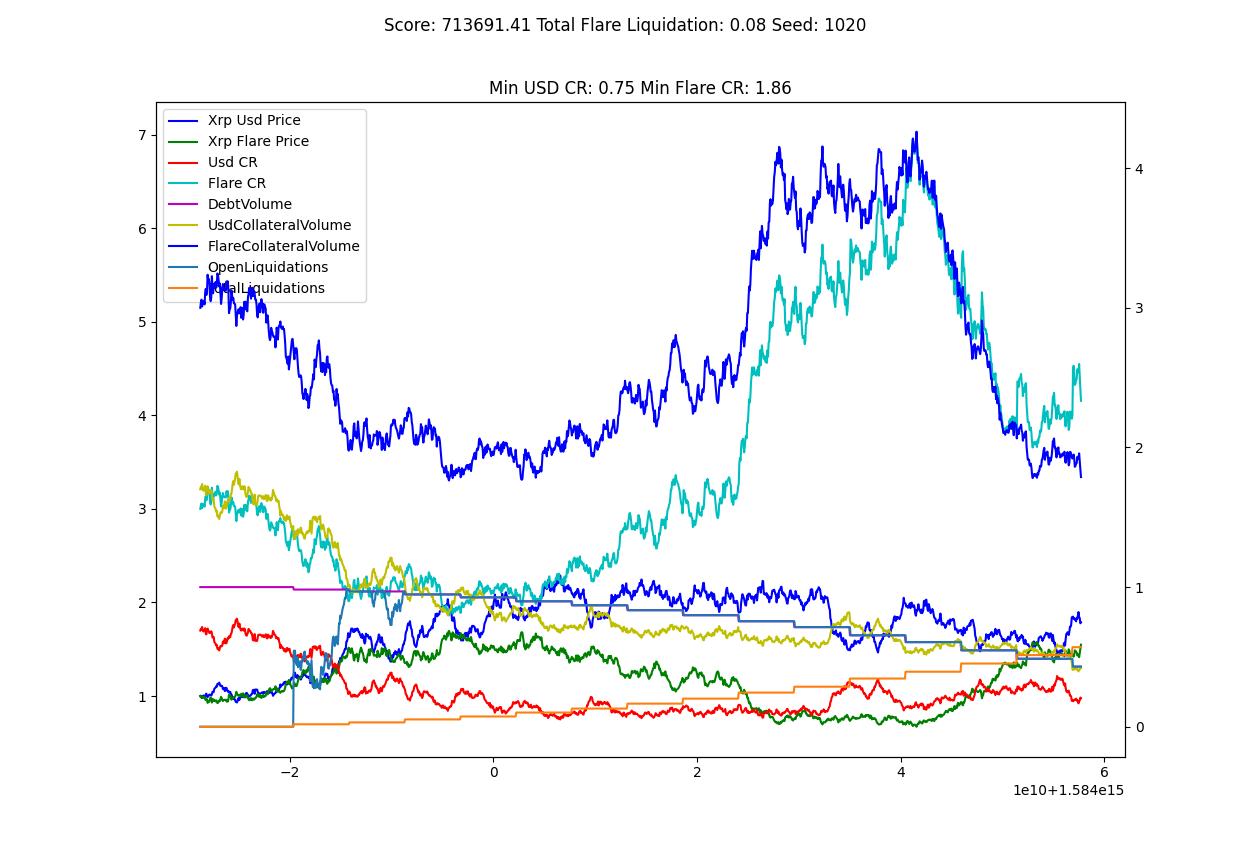 Score: 713691.41 Total Flare Liquidation: 0.08 Seed: 1020
Min USD CR: 0.75 Min Flare CR: 1.86
Xrp Usd Price
Xrp Flare Price
Usd CR
Flare CR
DebtVolume
UsdCollateralVolume
FlareCollateralVolume
OpenLiquidations
TotalLiquidations
7
6
5
4
3
2
1
4
3
2
1
0
−2
0
2
4
6
1e10+1.584e15